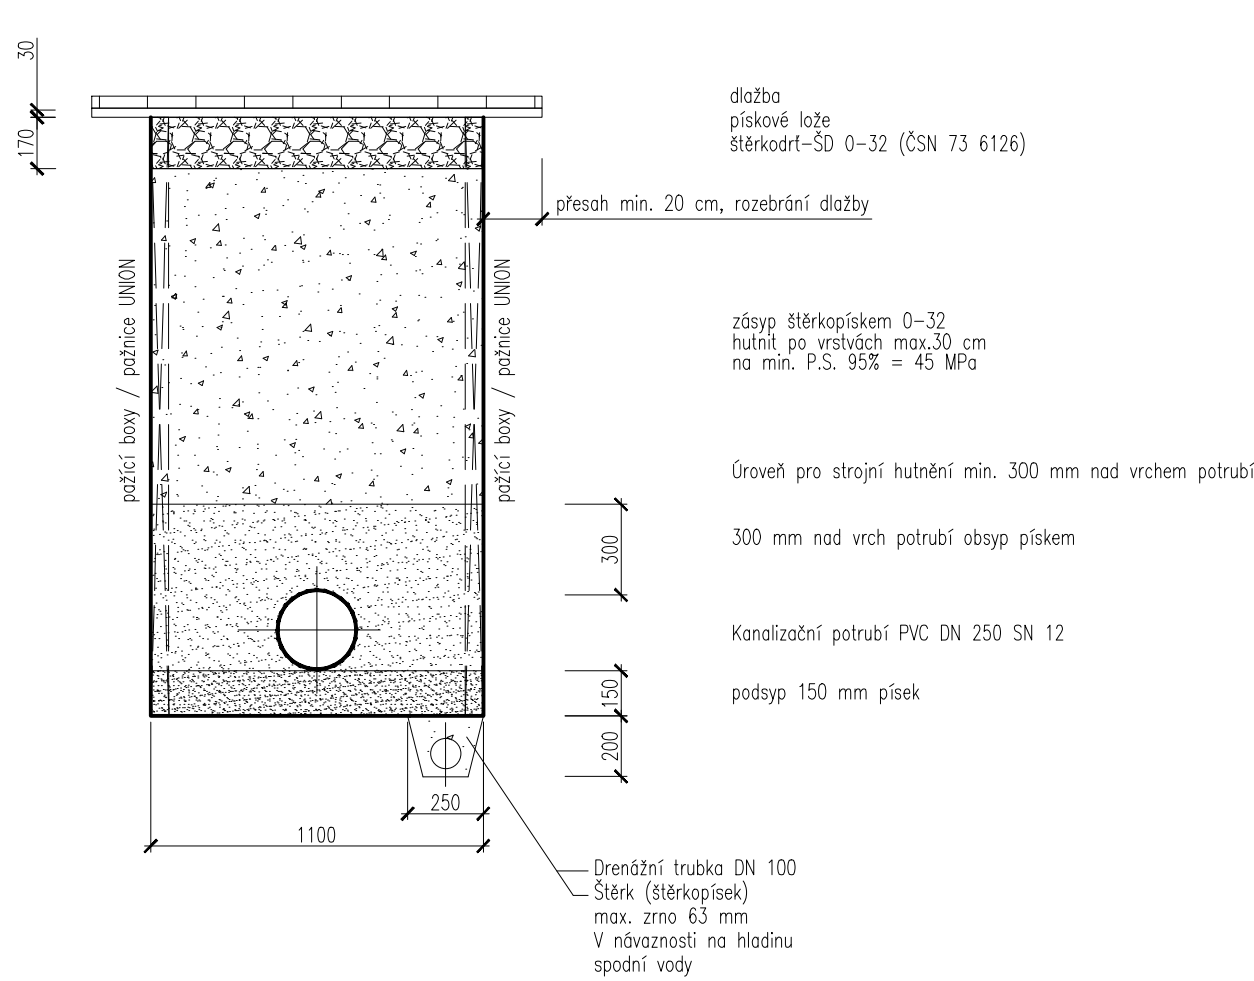 30
170
dlažba
pískové lože
štěrkodrť-ŠD 0-32 (ČSN 73 6126)
přesah min. 20 cm, rozebrání dlažby
pažící boxy / pažnice UNION
pažící boxy / pažnice UNION
zásyp štěrkopískem 0-32
hutnit po vrstvách max.30 cm
na min. P.S. 95% = 45 MPa
Úroveň pro strojní hutnění min. 300 mm nad vrchem potrubí
300
300 mm nad vrch potrubí obsyp pískem
Kanalizační potrubí PVC DN 250 SN 12
150
podsyp 150 mm písek
200
250
1100
Drenážní trubka DN 100
Štěrk (štěrkopísek)
max. zrno 63 mm
V návaznosti na hladinu
spodní vody